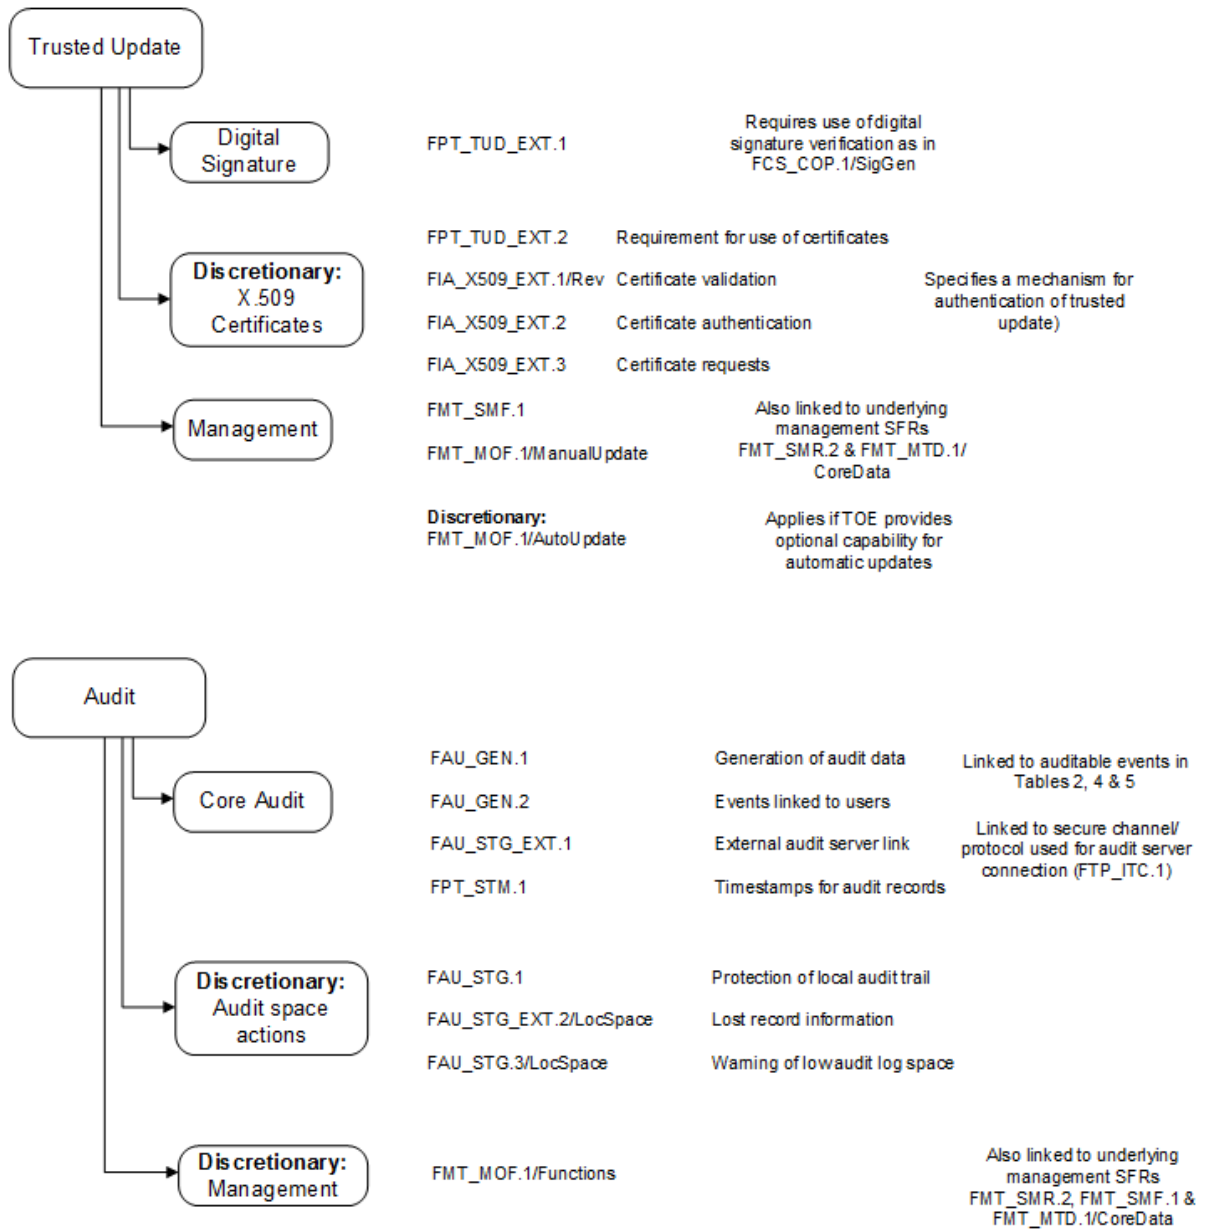 Trusted Update
Digital
Signature
FPT_TUD_EXT.1
Requires use of digital
signature verification as in
FCS_COP.1/SigGen
Discretionary:
X.509
Certificates
FPT_TUD_EXT.2 Requirement for use of certificates
FIA_X509_EXT.1/Rev Certificate validation
FIA_X509_EXT.2 Certificate authentication
FIA_X509_EXT.3 Certificate requests
Specifies a mechanism for
authentication of trusted
update)
Management
FMT_SMF.1
FMT_MOF.1/ManualUpdate
Also linked to underlying
management SFRs
FMT_SMR.2 & FMT_MTD.1/
CoreData
Discretionary:
FMT_MOF.1/AutoUpdate
Applies if TOE provides
optional capability for
automatic updates
Audit
Core Audit
FAU_GEN.1 Generation of audit data
FAU_GEN.2 Events linked to users
FAU_STG_EXT.1 External audit server link
FPT_STM.1 Timestamps for audit records
Linked to auditable events in
Tables 2, 4 & 5
Linked to secure channel/
protocol used for audit server
connection (FTP_ITC.1)
Discretionary:
Audit space
actions
FAU_STG.1 Protection of local audit trail
FAU_STG_EXT.2/LocSpace Lost record information
FAU_STG.3/LocSpace Warning of low audit log space
Discretionary:
Management
FMT_MOF.1/Functions
Also linked to underlying
management SFRs
FMT_SMR.2, FMT_SMF.1 &
FMT_MTD.1/CoreData